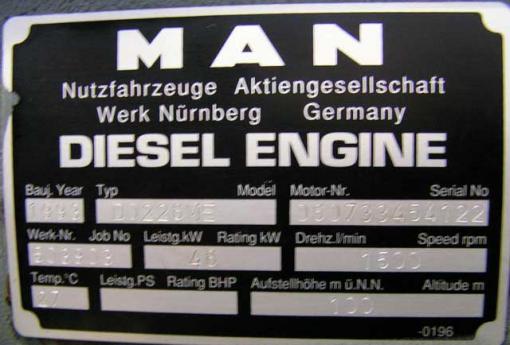 MAN
Nutzfahrzeuge Aktiengesellschaft
Werk Nürnberg Germany
DIESEL ENGINE
Bauj. Year Typ Model Motor-Nr. Serial No
Werk-Nr. Job No Leistg.kW Rating kW Drehz.l/min Speed rpm
48 1500
Temp.°C Leistg.PS Rating BHP Aufstellhöhe m ü.N.N. Altitude m
27 100
-0196